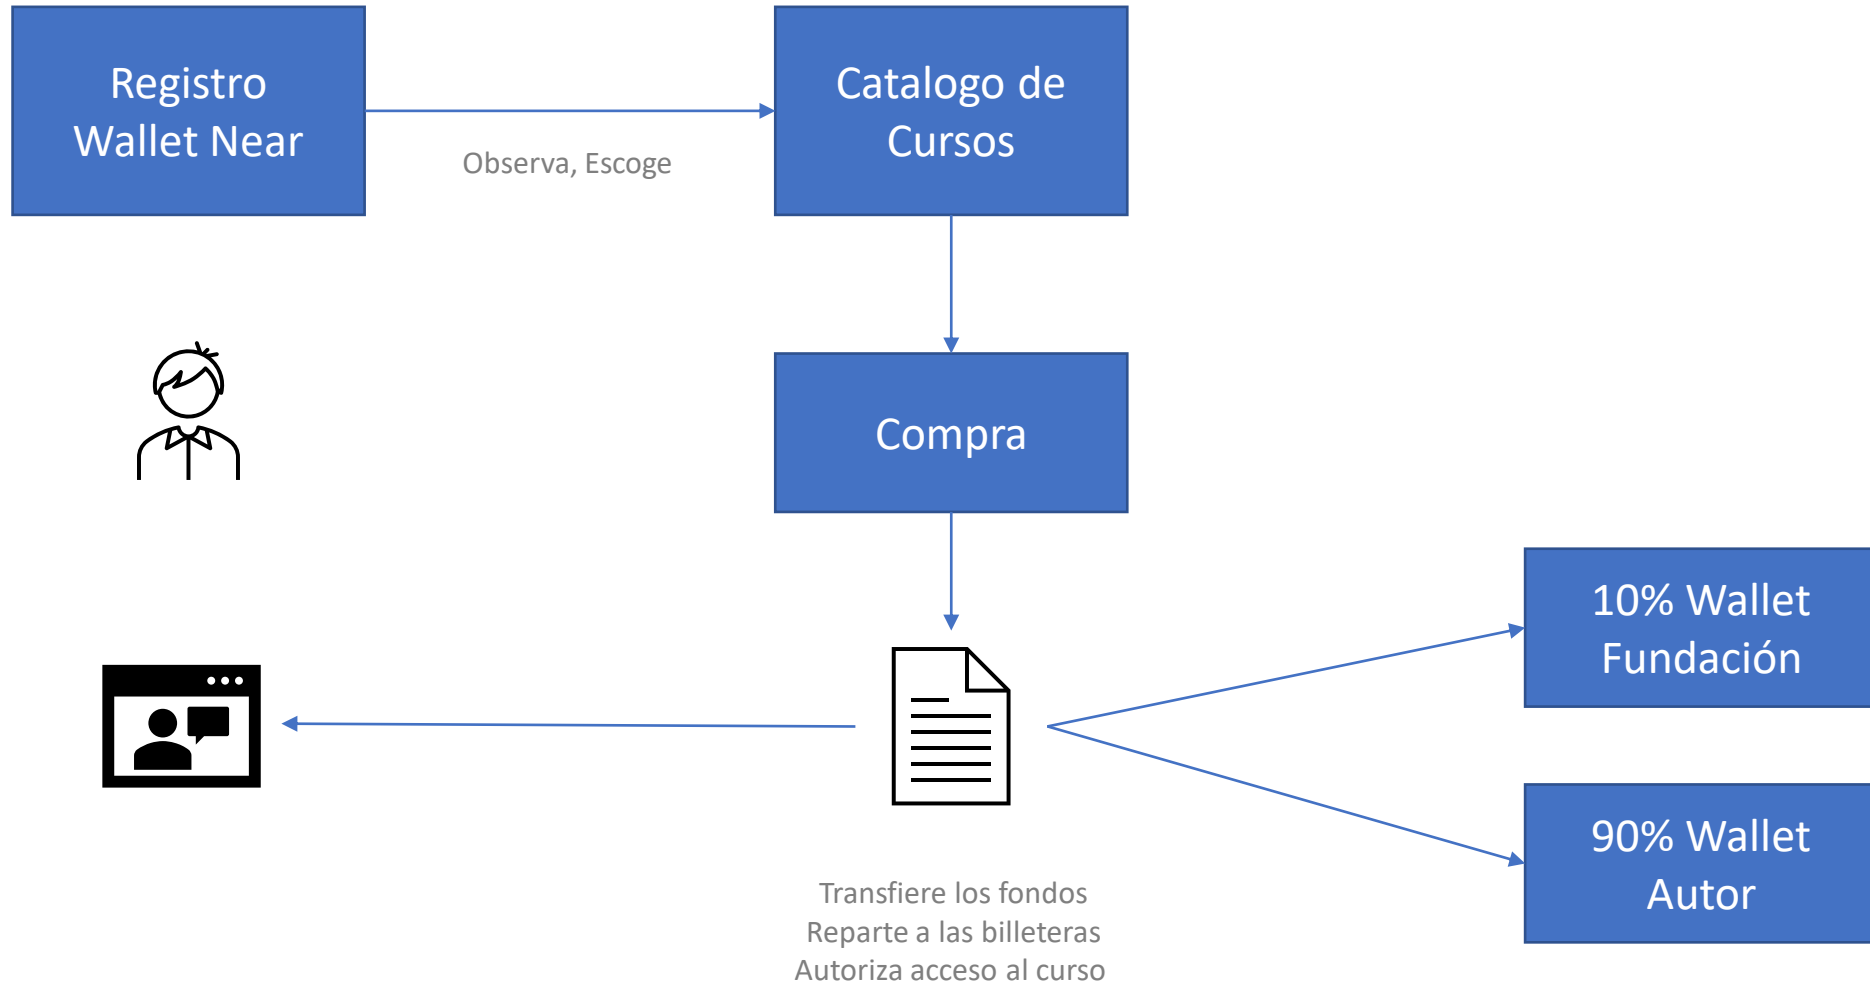 Registro
Wallet Near
Observa, Escoge
Catalogo de
Cursos
Compra
10% Wallet
Fundación
90% Wallet
Autor
Transfiere los fondos
Reparte a las billeteras
Autoriza acceso al curso